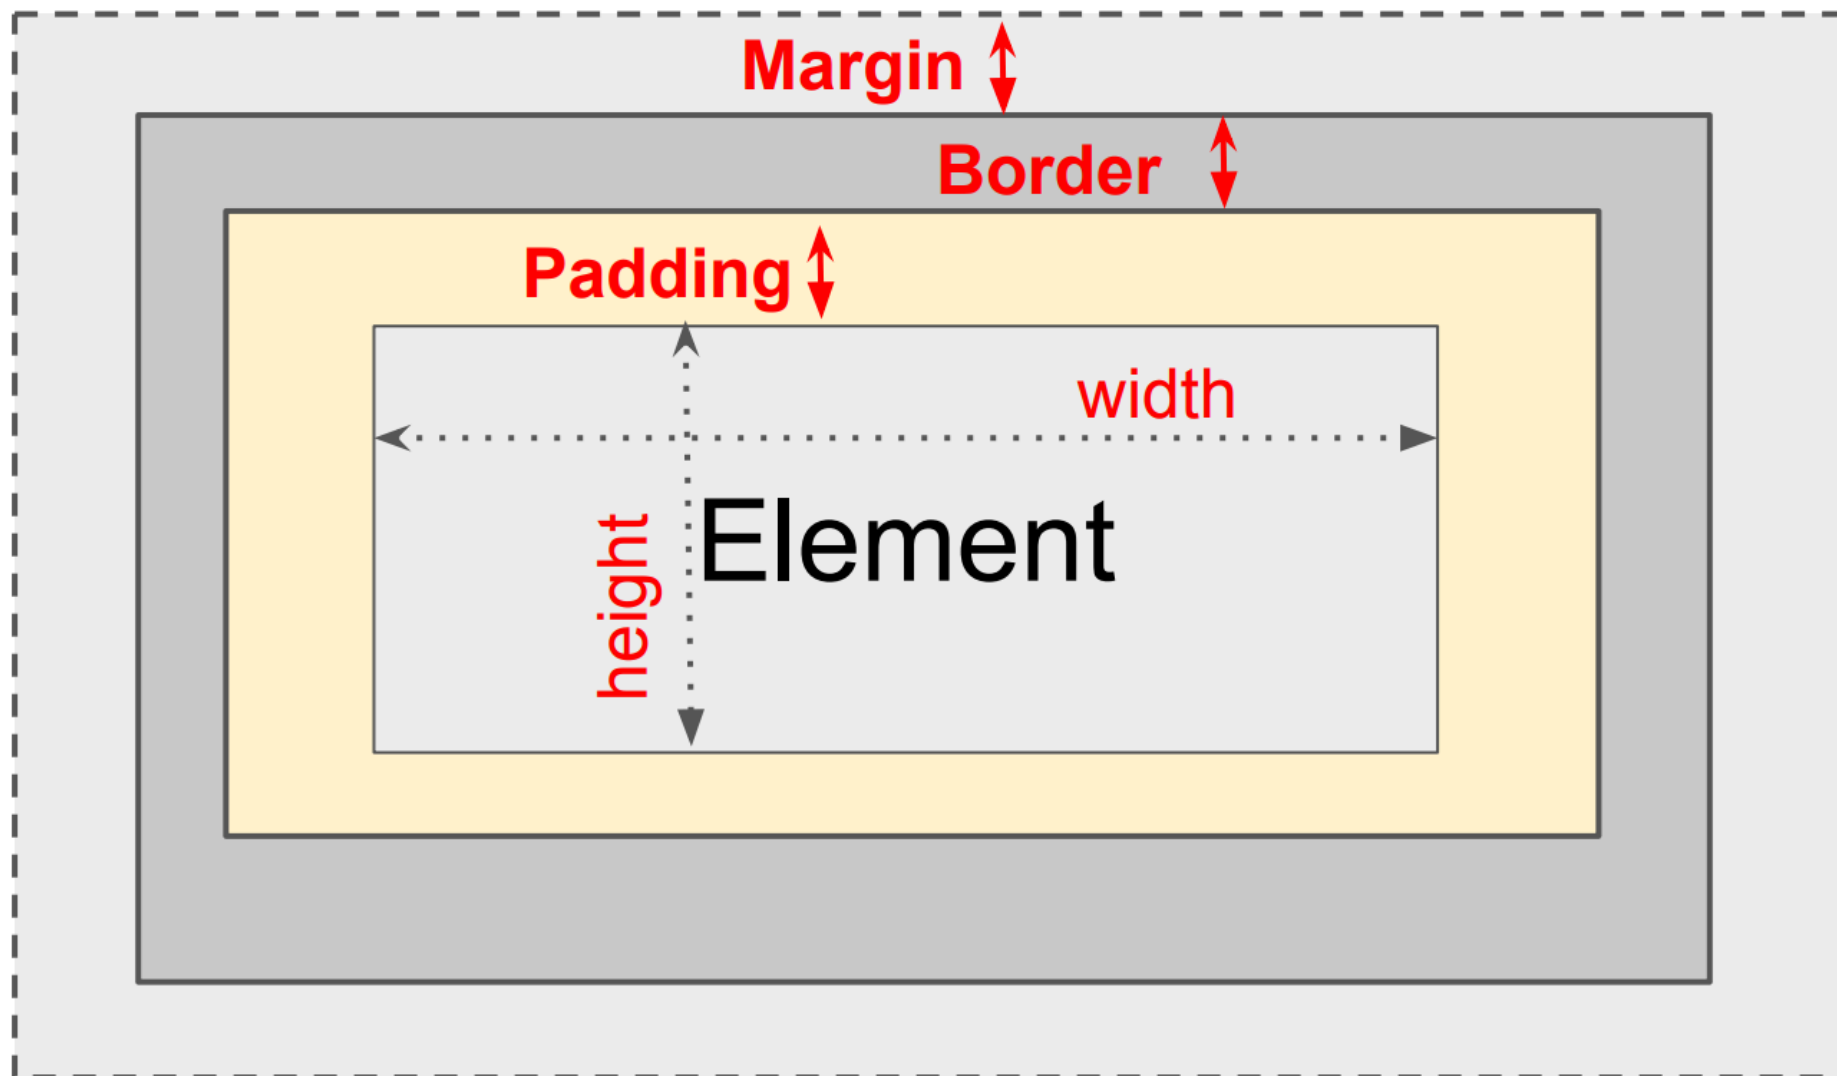 Margin
Border
Padding
width
Element
height